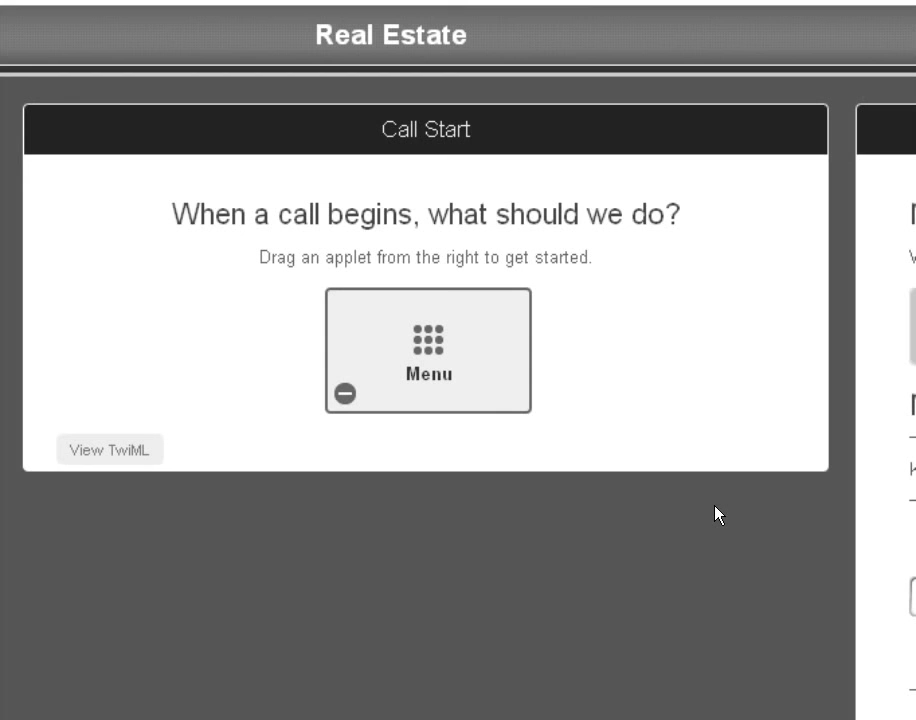 Real Estate
Call Start
When a call begins, what should we do?
Drag an applet from the right to get started.
Menu
View TwiML